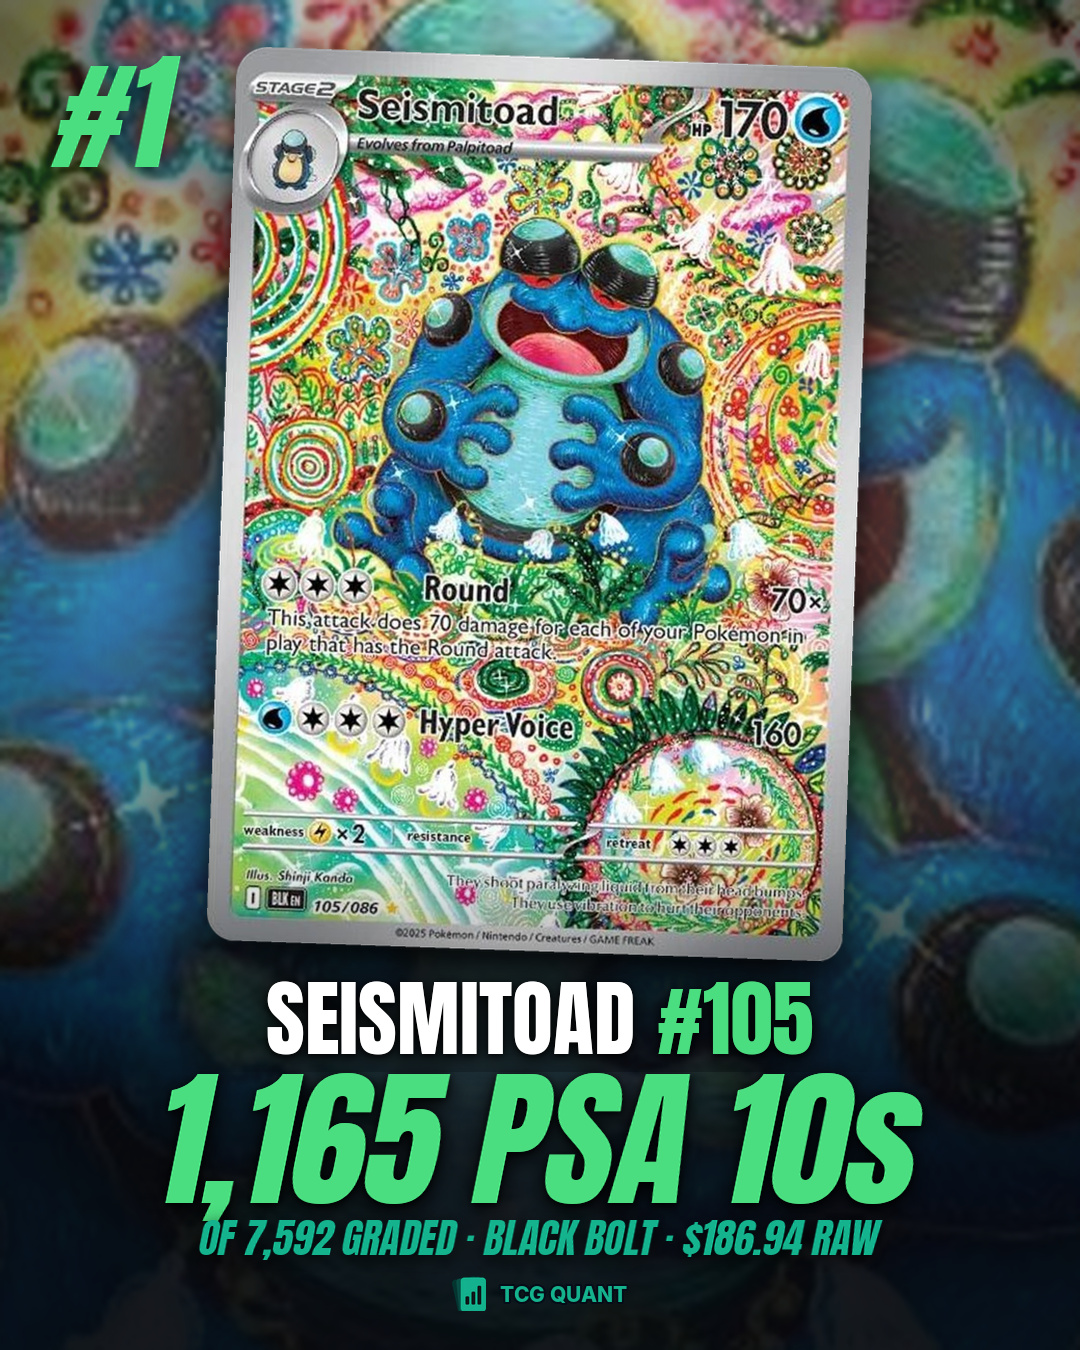 #1
STAGE2
Seismitoad
HP 170
Evolves from Palpitoad
Round
70×
This attack does 70 damage for each of your Pokémon in
play that has the Round attack.
Hyper Voice
160
weakness ×2 resistance retreat
Illus. Shinji Kanda
They shoot paralyzing liquid from their head bumps.
They use vibration to hurt their opponents.
I BLK EN 105/086
©2025 Pokémon / Nintendo / Creatures / GAME FREAK
SEISMITOAD #105
1,165 PSA 10s
OF 7,592 GRADED · BLACK BOLT · $186.94 RAW
TCG QUANT